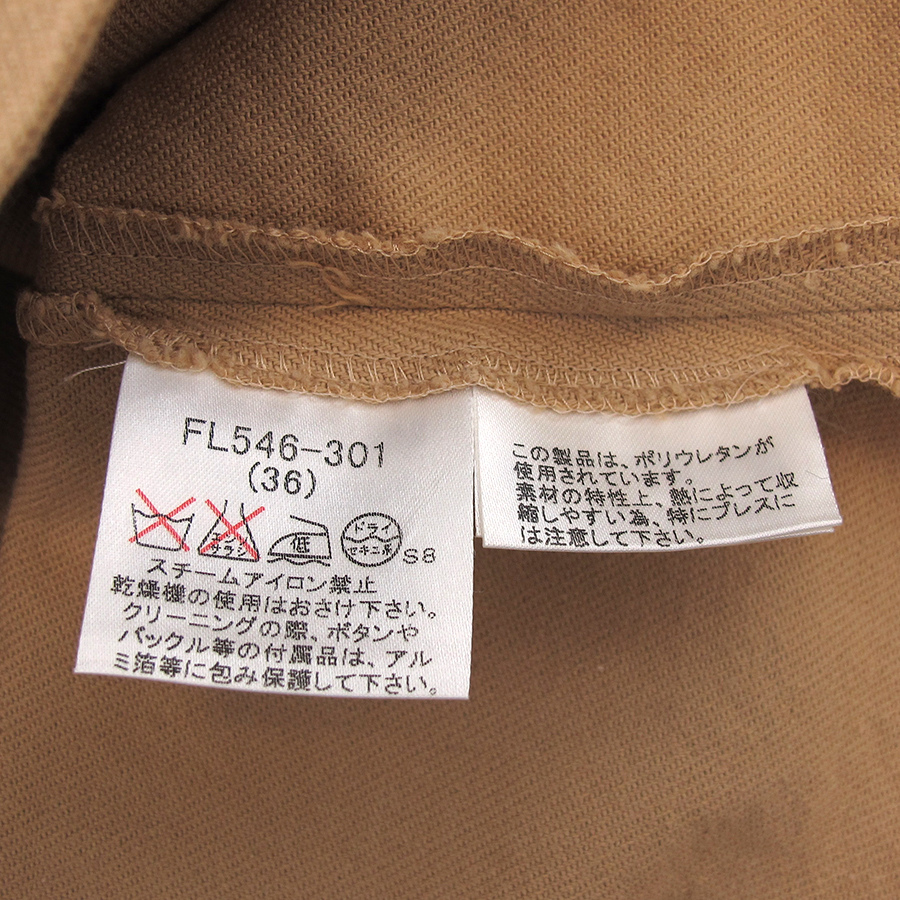 FL546-301
(36)
エンソ
サラシ
低
ドライ
セキユ系
S8
スチームアイロン禁止
乾燥機の使用はおさけ下さい。
クリーニングの際、ボタンや
バックル等の付属品は、アル
ミ箔等に包み保護して下さい。
この製品は、ポリウレタンが
使用されています。
素材の特性上、熱によって収
縮しやすい為、特にプレスに
は注意して下さい。